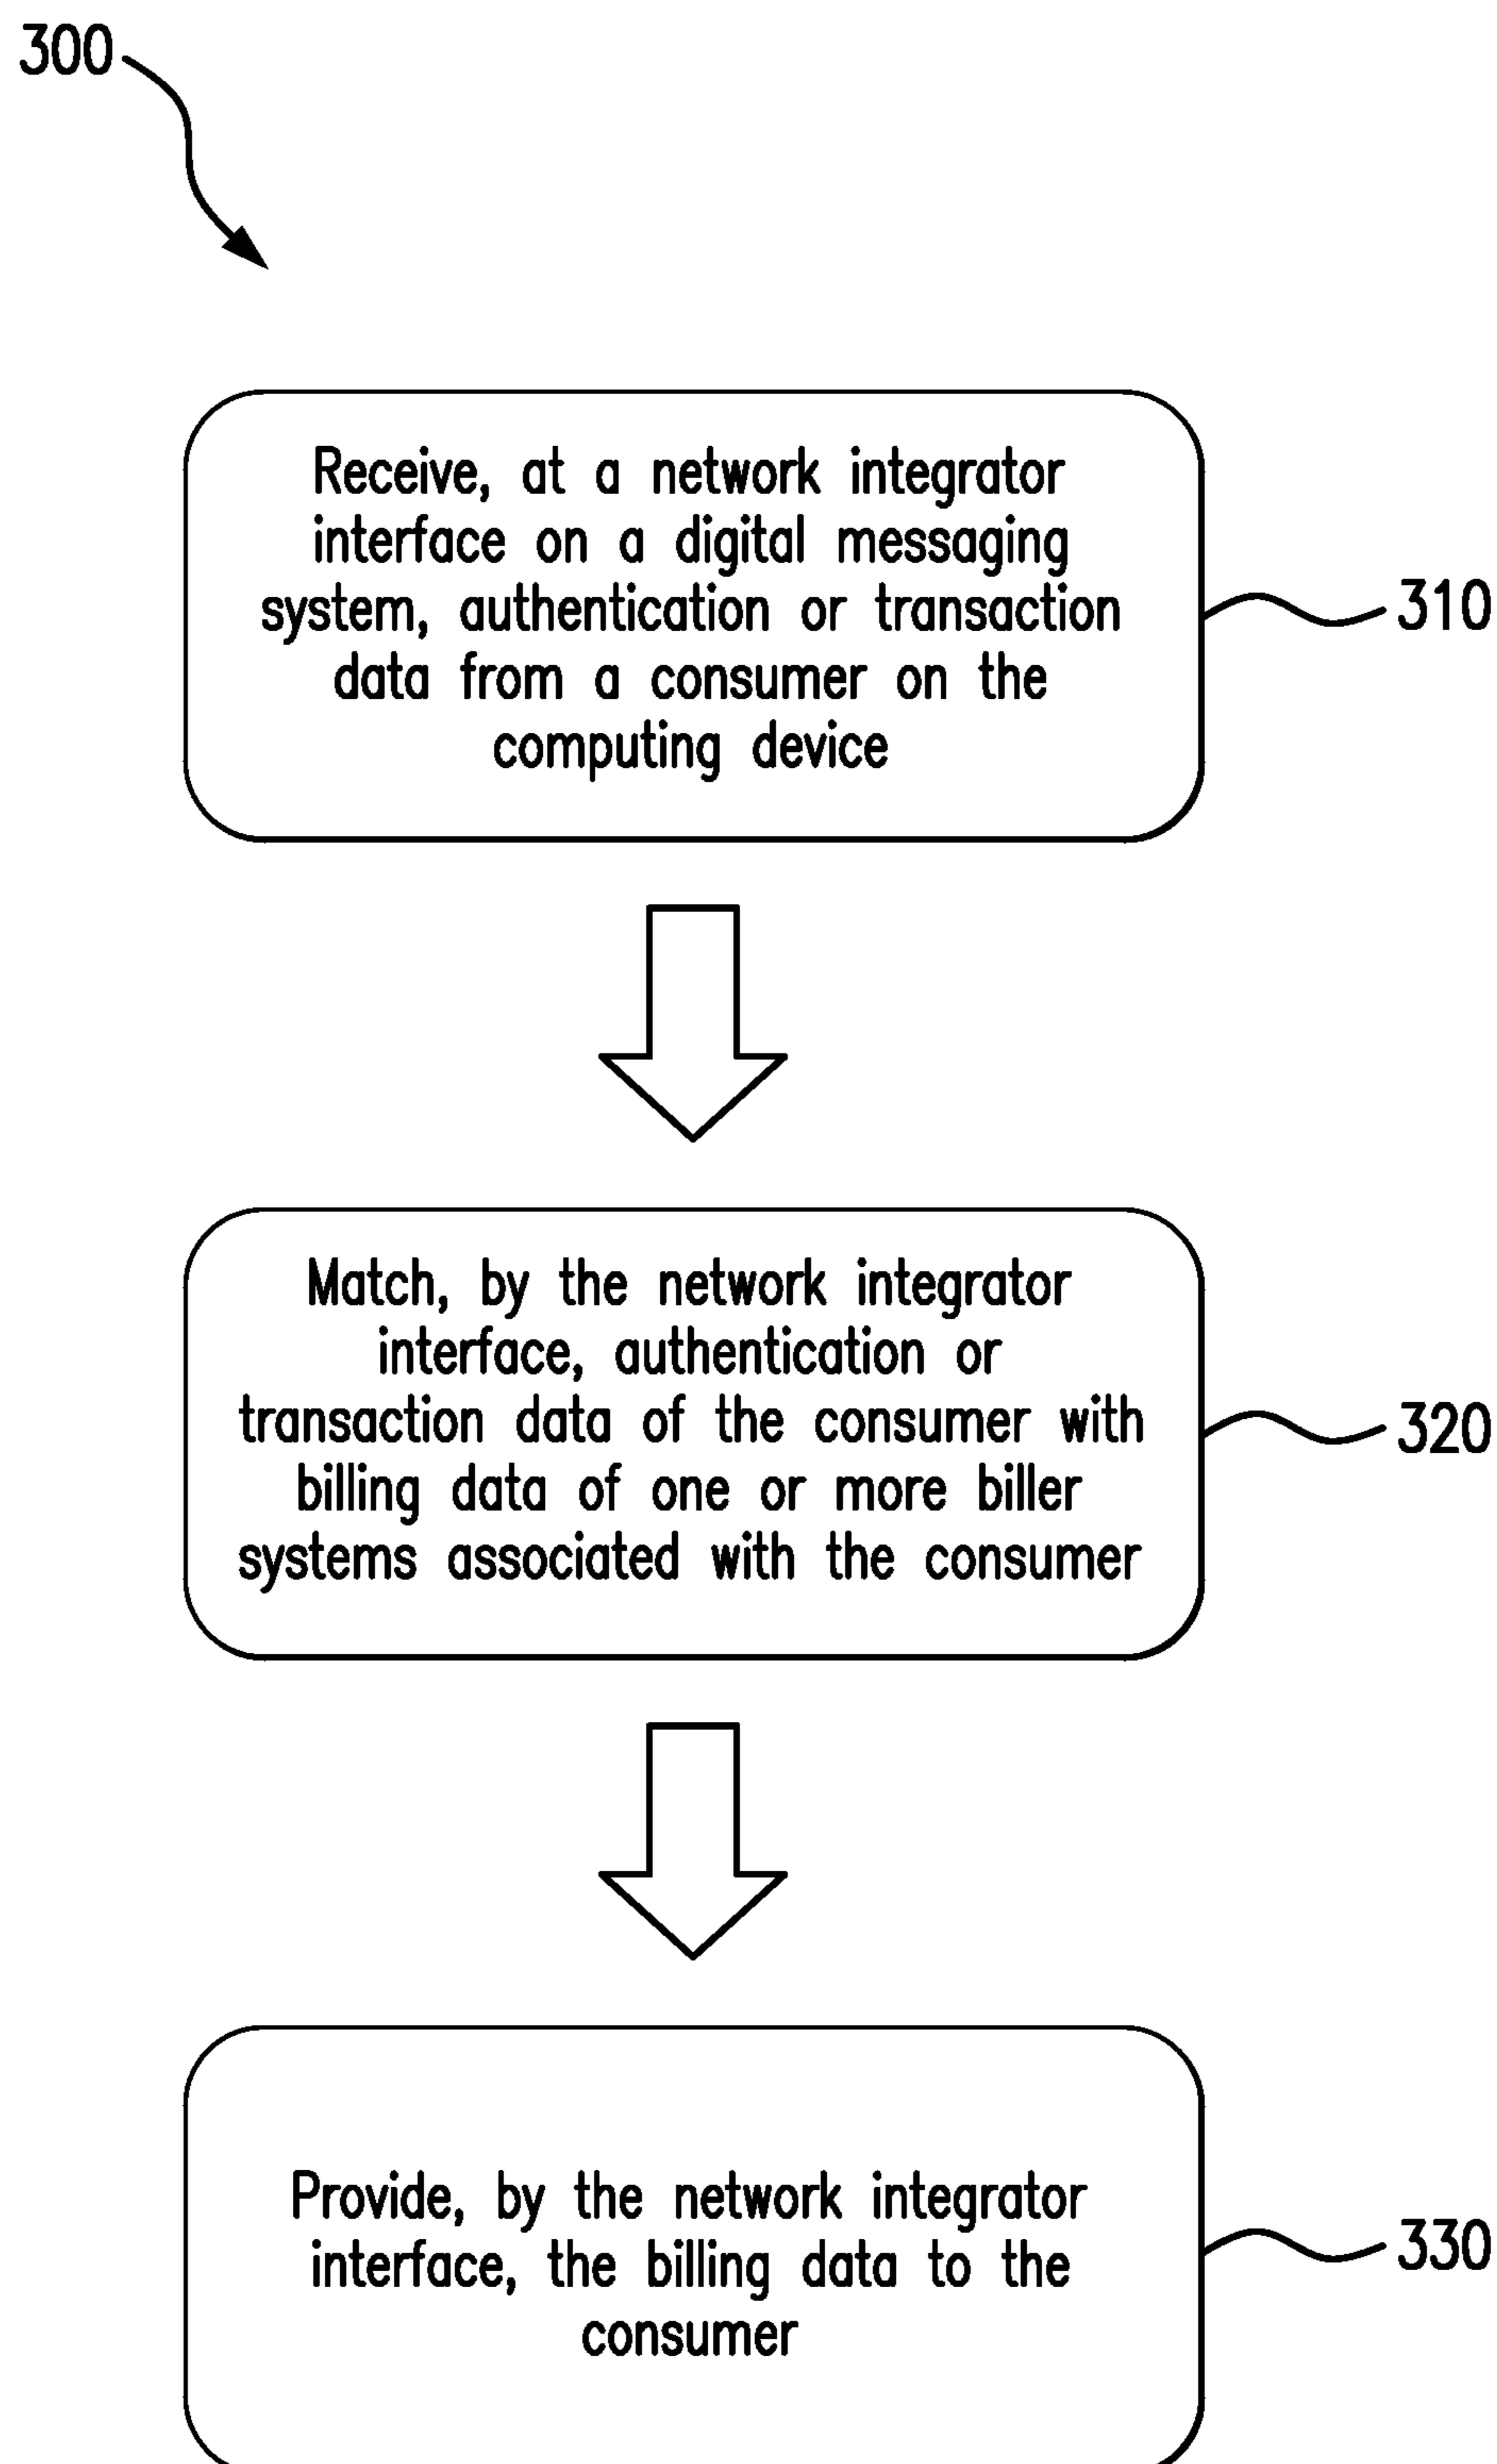 300
Receive, at a network integrator
interface on a digital messaging
system, authentication or transaction
data from a consumer on the
computing device
310
Match, by the network integrator
interface, authentication or
transaction data of the consumer with
billing data of one or more biller
systems associated with the consumer
320
Provide, by the network integrator
interface, the billing data to the
consumer
330